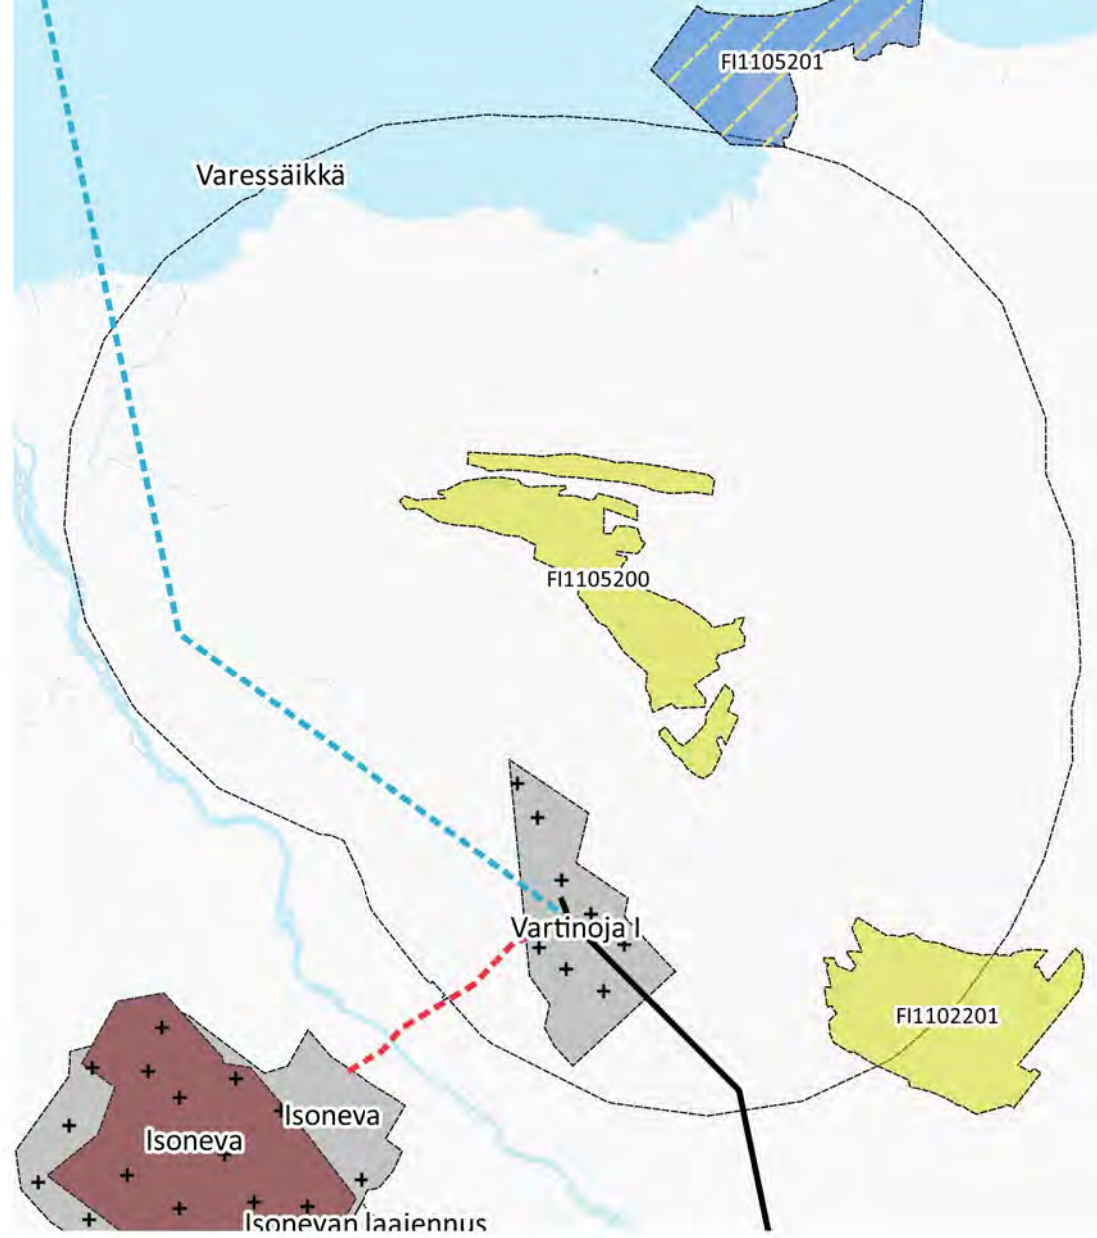 FI1105201
Varessäikkä
FI1105200
Vartinoja I
FI1102201
Isoneva
Isoneva
Isonevan laajennus